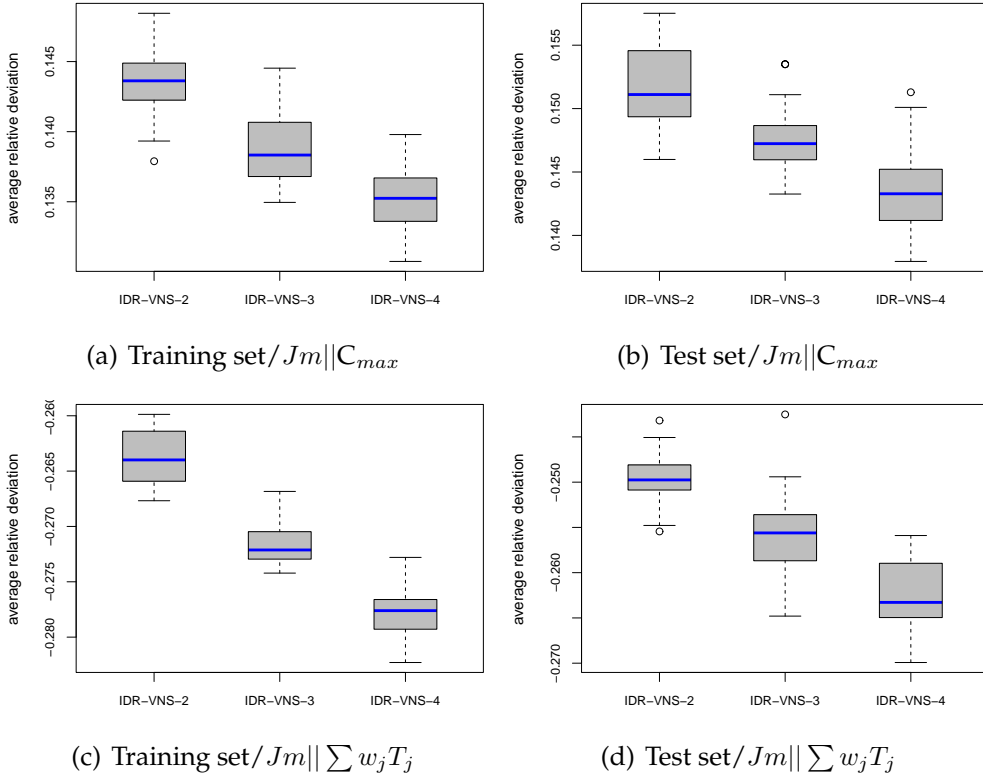 average relative deviation
0.145
0.140
0.135
IDR−VNS−2 IDR−VNS−3 IDR−VNS−4
(a) Training set/Jm||C_max
average relative deviation
0.155
0.150
0.145
0.140
IDR−VNS−2 IDR−VNS−3 IDR−VNS−4
(b) Test set/Jm||C_max
average relative deviation
−0.260
−0.265
−0.270
−0.275
−0.280
IDR−VNS−2 IDR−VNS−3 IDR−VNS−4
(c) Training set/Jm|| ∑ w_jT_j
average relative deviation
−0.250
−0.260
−0.270
IDR−VNS−2 IDR−VNS−3 IDR−VNS−4
(d) Test set/Jm|| ∑ w_jT_j